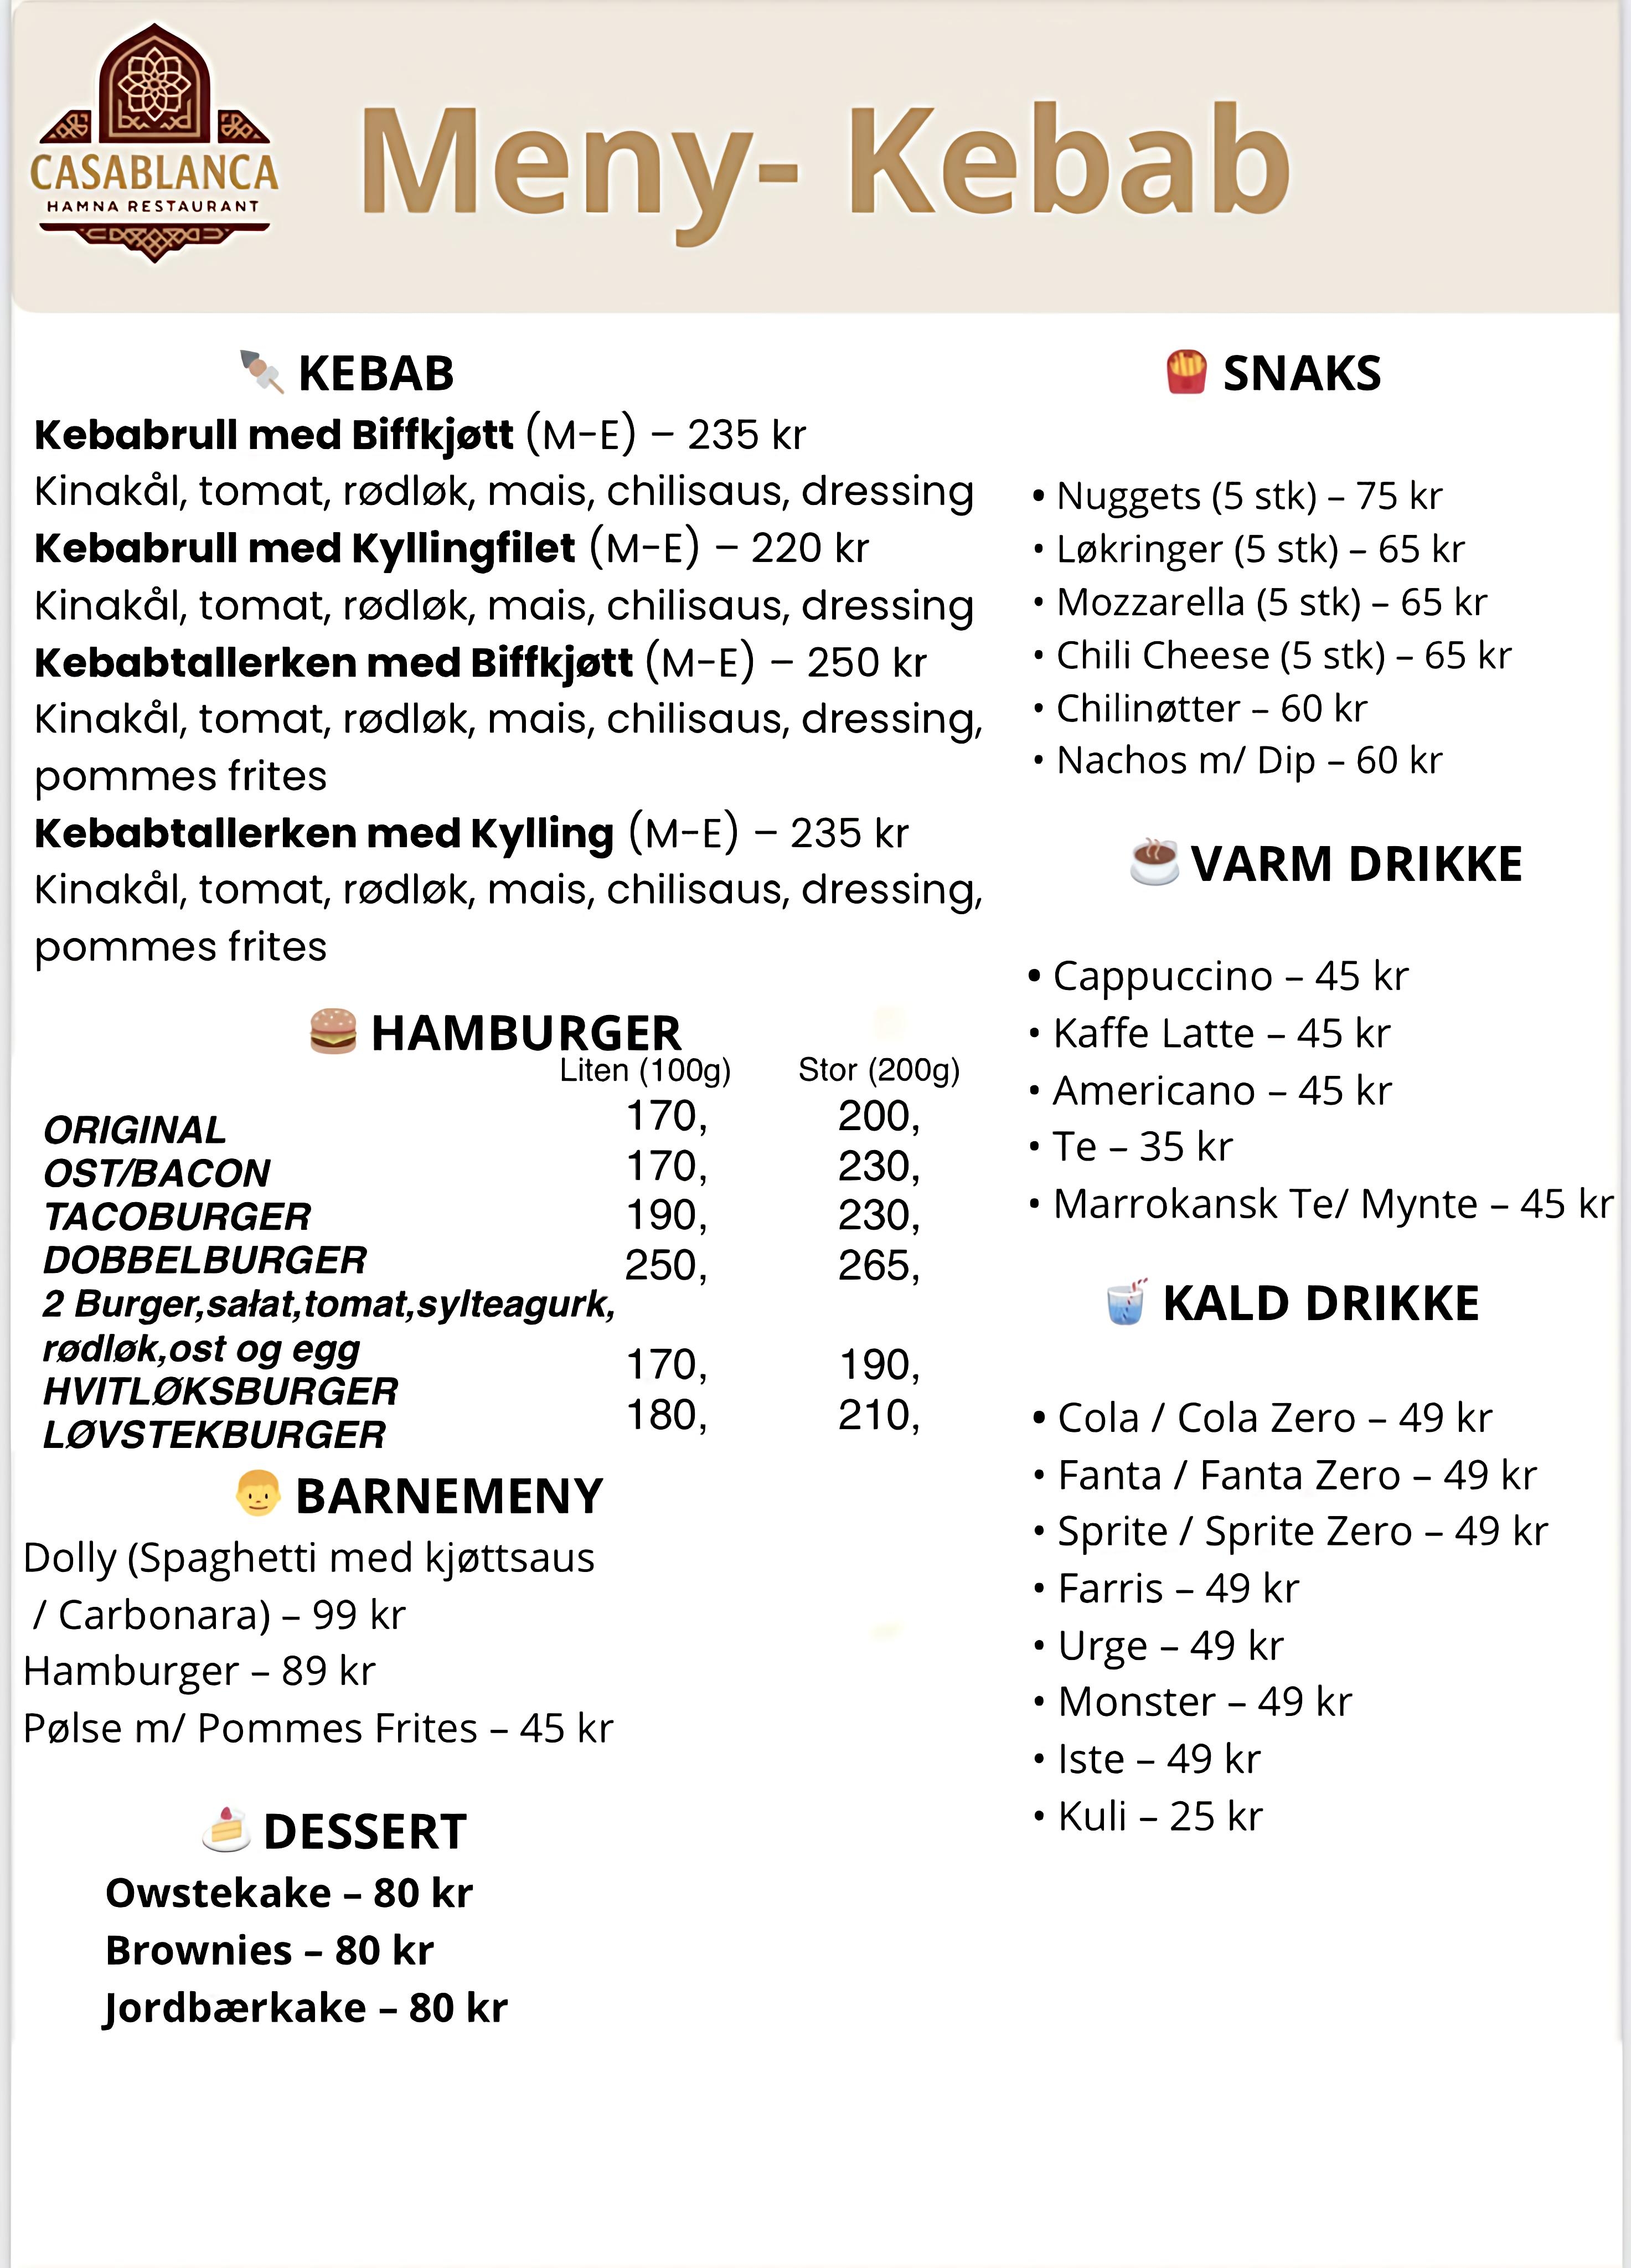 CASABLANCA
HAMNA RESTAURANT
Meny- Kebab
KEBAB
Kebabrull med Biffkjøtt (M-E) – 235 kr
Kinakål, tomat, rødløk, mais, chilisaus, dressing
Kebabrull med Kyllingfilet (M-E) – 220 kr
Kinakål, tomat, rødløk, mais, chilisaus, dressing
Kebabtallerken med Biffkjøtt (M-E) – 250 kr
Kinakål, tomat, rødløk, mais, chilisaus, dressing,
pommes frites
Kebabtallerken med Kylling (M-E) – 235 kr
Kinakål, tomat, rødløk, mais, chilisaus, dressing,
pommes frites
HAMBURGER
Liten (100g) Stor (200g)
ORIGINAL 170, 200,
OST/BACON 170, 230,
TACOBURGER 190, 230,
DOBBELBURGER 250, 265,
2 Burger,sałat,tomat,sylteagurk,
rødløk,ost og egg
HVITLØKSBURGER 170, 190,
LØVSTEKBURGER 180, 210,
BARNEMENY
Dolly (Spaghetti med kjøttsaus
/ Carbonara) – 99 kr
Hamburger – 89 kr
Pølse m/ Pommes Frites – 45 kr
DESSERT
Owstekake – 80 kr
Brownies – 80 kr
Jordbærkake – 80 kr
SNAKS
• Nuggets (5 stk) – 75 kr
• Løkringer (5 stk) – 65 kr
• Mozzarella (5 stk) – 65 kr
• Chili Cheese (5 stk) – 65 kr
• Chilinøtter – 60 kr
• Nachos m/ Dip – 60 kr
VARM DRIKKE
• Cappuccino – 45 kr
• Kaffe Latte – 45 kr
• Americano – 45 kr
• Te – 35 kr
• Marrokansk Te/ Mynte – 45 kr
KALD DRIKKE
• Cola / Cola Zero – 49 kr
• Fanta / Fanta Zero – 49 kr
• Sprite / Sprite Zero – 49 kr
• Farris – 49 kr
• Urge – 49 kr
• Monster – 49 kr
• Iste – 49 kr
• Kuli – 25 kr